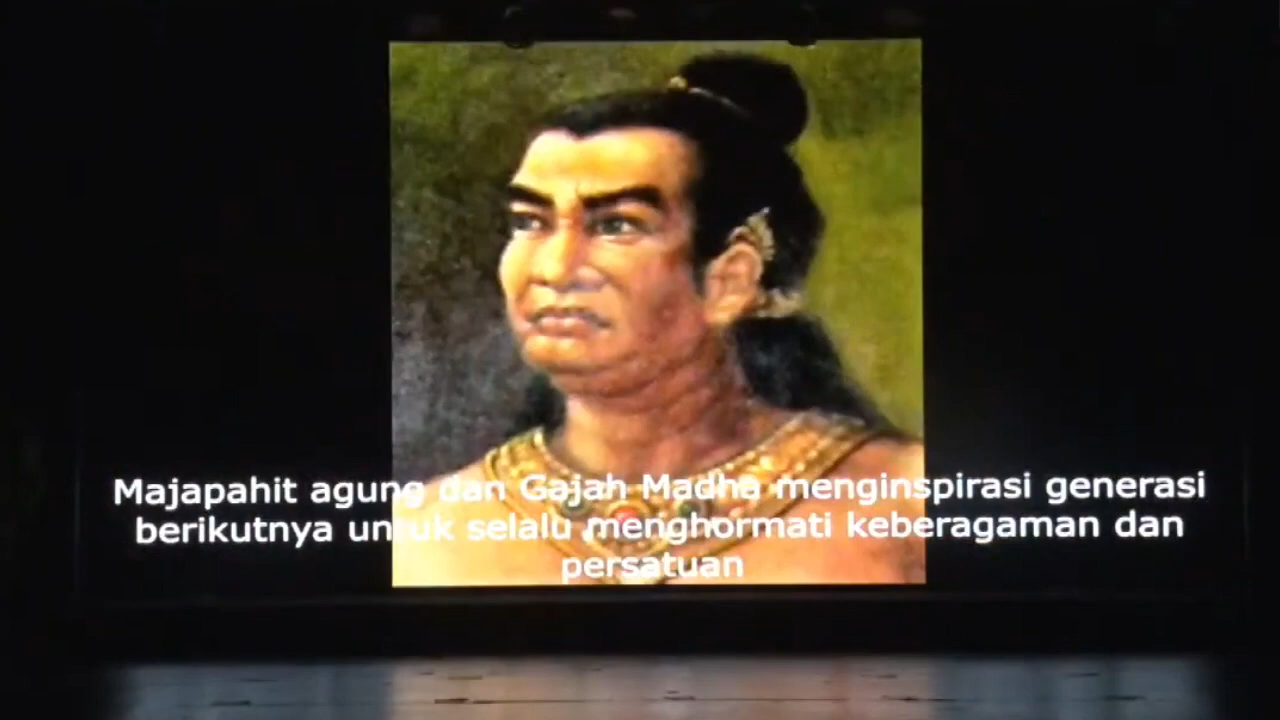 Majapahit agung dan Gajah Madha menginspirasi generasi
berikutnya untuk selalu menghormati keberagaman dan
persatuan